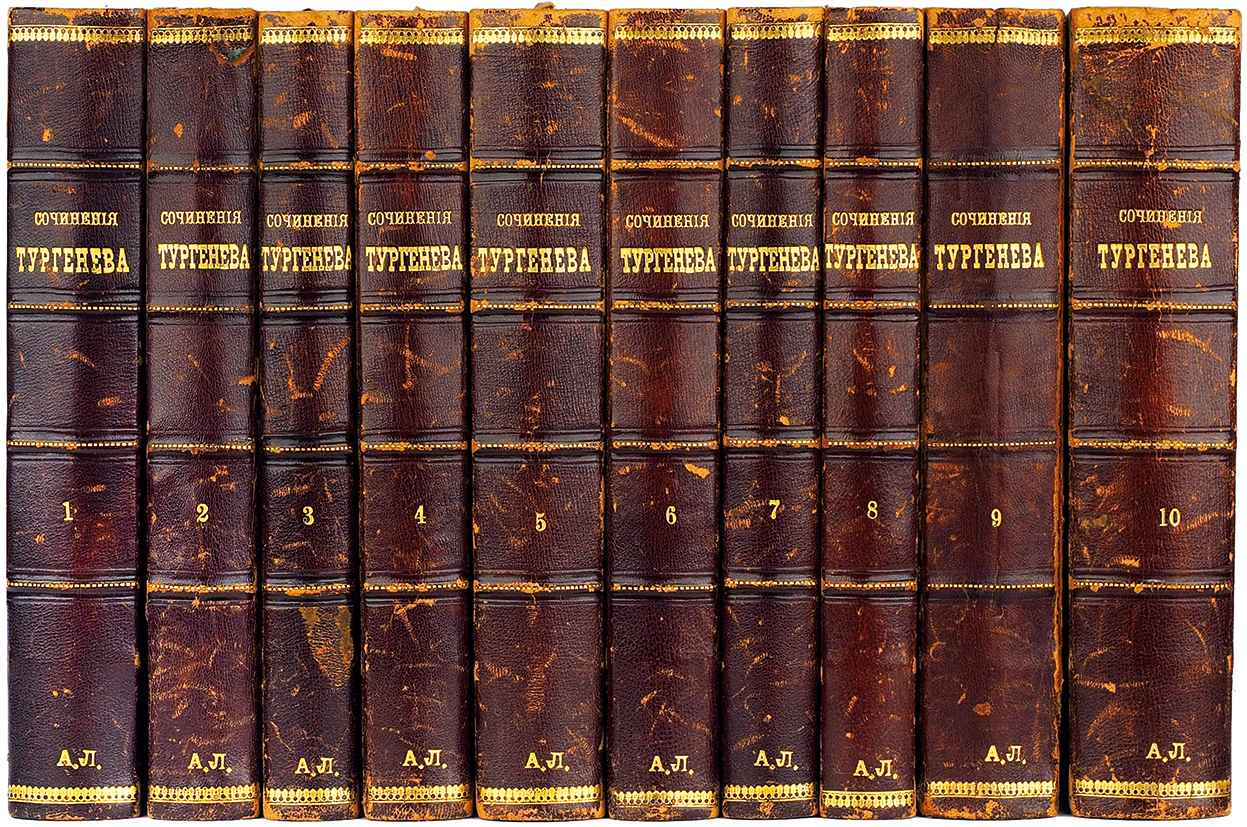 СОЧИНЕНІЯ
ТУРГЕНЕВА
1
А.Л.
СОЧИНЕНІЯ
ТУРГЕНЕВА
2
А.Л.
СОЧИНЕНІЯ
ТУРГЕНЕВА
3
А.Л.
СОЧИНЕНІЯ
ТУРГЕНЕВА
4
А.Л.
СОЧИНЕНІЯ
ТУРГЕНЕВА
5
А.Л.
СОЧИНЕНІЯ
ТУРГЕНЕВА
6
А.Л.
СОЧИНЕНІЯ
ТУРГЕНЕВА
7
А.Л.
СОЧИНЕНІЯ
ТУРГЕНЕВА
8
А.Л.
СОЧИНЕНІЯ
ТУРГЕНЕВА
9
А.Л.
СОЧИНЕНІЯ
ТУРГЕНЕВА
10
А.Л.